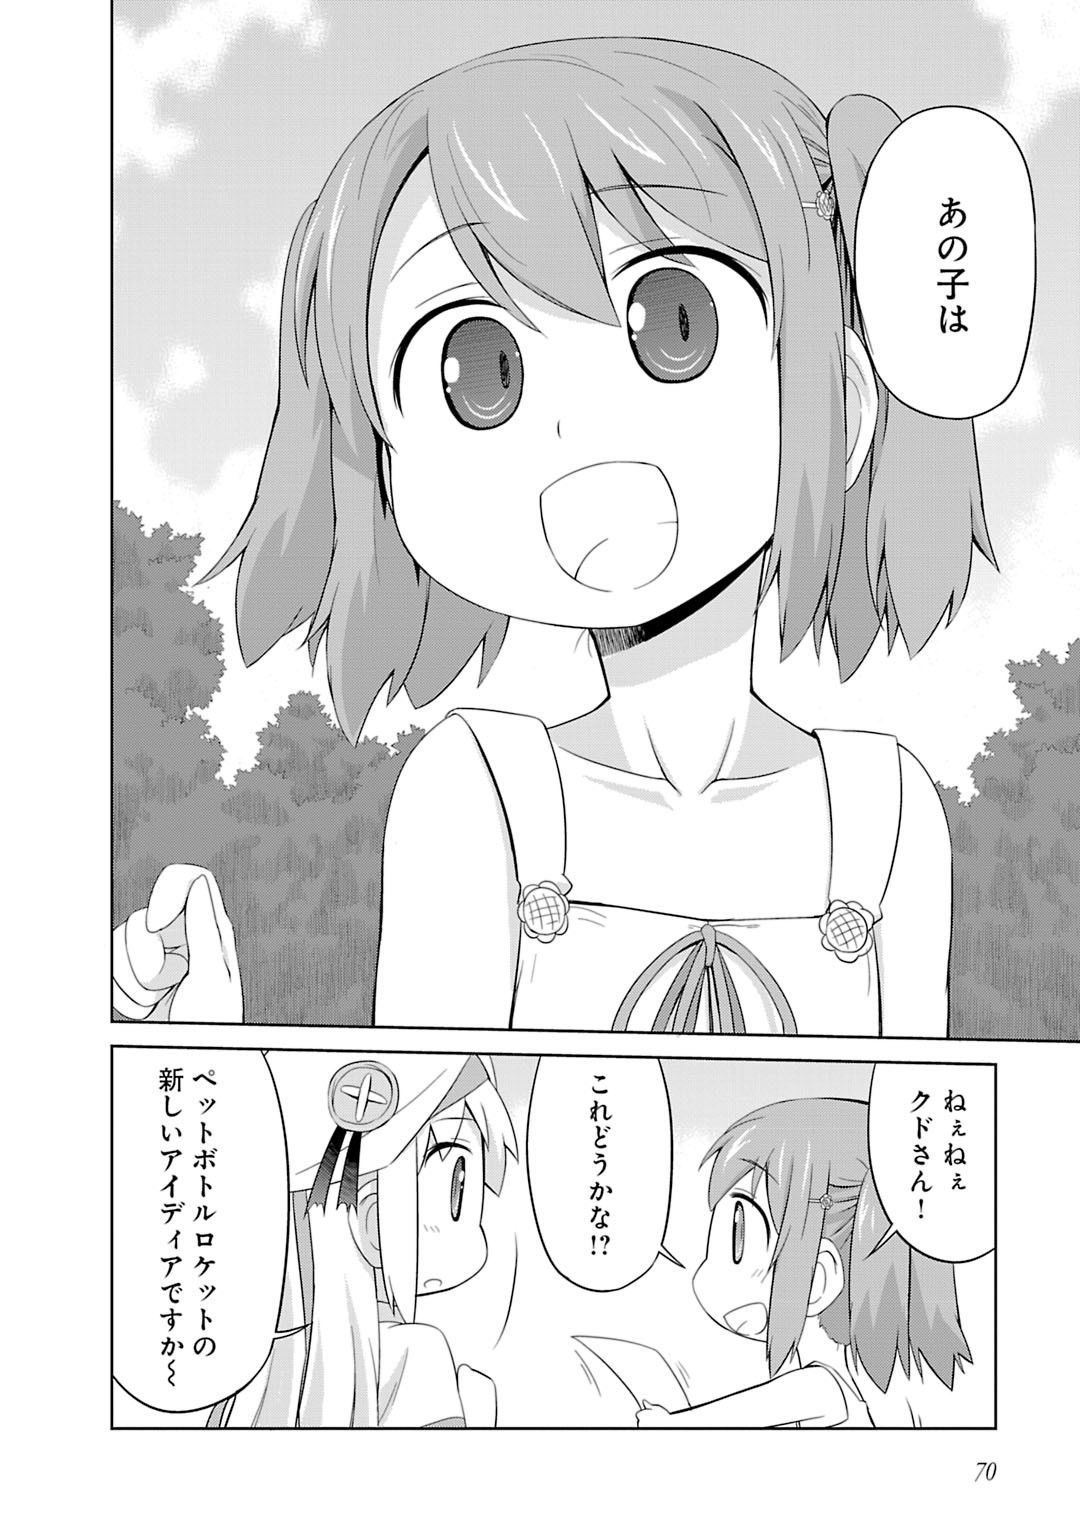 あの子は
ねぇねぇ
クドさん！
これどうかな!?
ペットボトルロケットの
新しいアイディアですか～
70